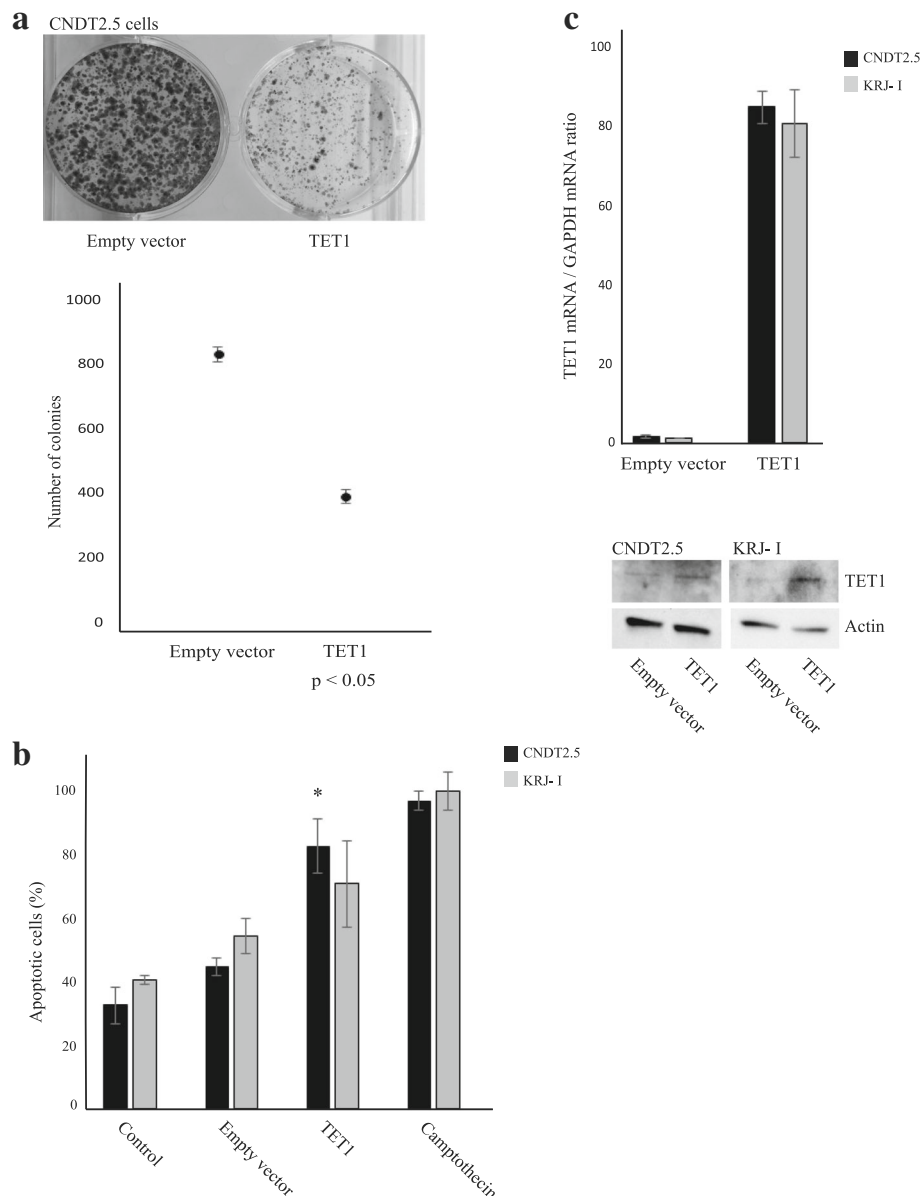 a
CNDT2.5 cells
Empty vector
TET1
1000
800
600
400
200
0
Number of colonies
Empty vector
TET1
p < 0.05
b
CNDT2.5
KRJ- I
100
80
60
40
20
0
Apoptotic cells (%)
*
Control
Empty vector
TET1
Camptothecin
c
100
80
60
40
20
0
TET1 mRNA / GAPDH mRNA ratio
CNDT2.5
KRJ- I
Empty vector
TET1
CNDT2.5
KRJ- I
TET1
Actin
Empty vector
TET1
Empty vector
TET1